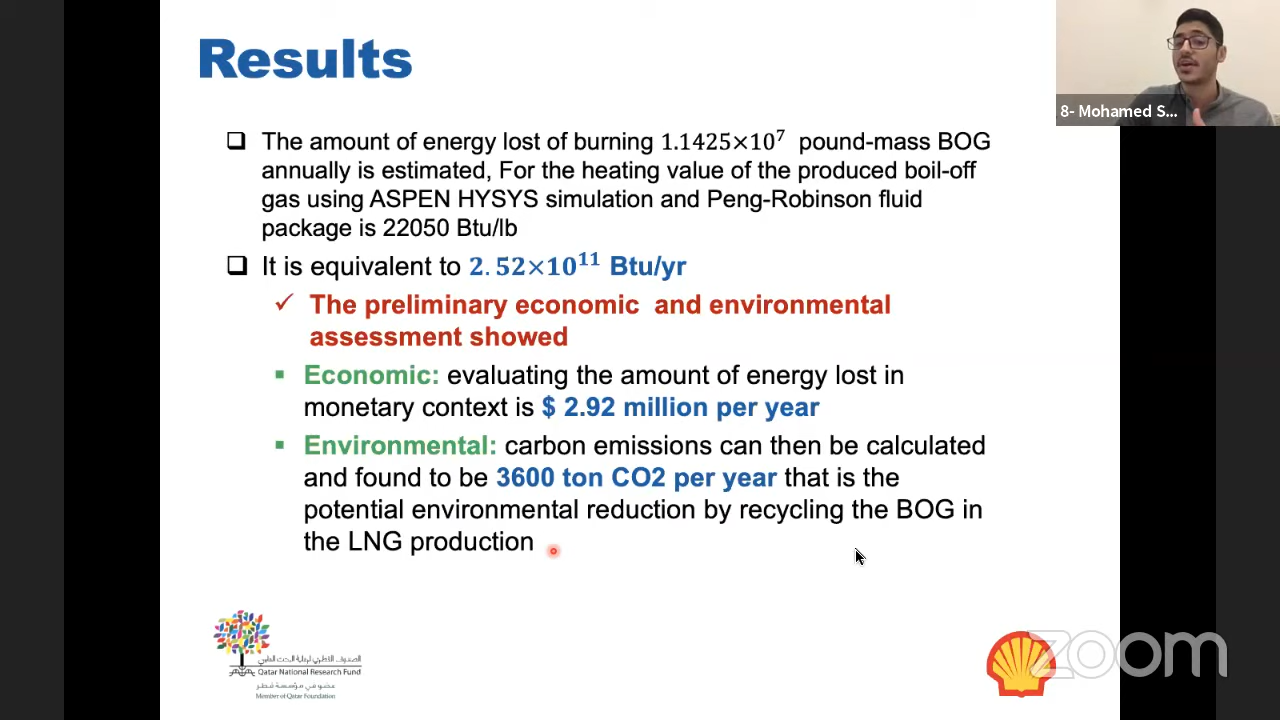 Results
8- Mohamed S...
❑ The amount of energy lost of burning 1.1425×10⁷ pound-mass BOG
annually is estimated, For the heating value of the produced boil-off
gas using ASPEN HYSYS simulation and Peng-Robinson fluid
package is 22050 Btu/lb
❑ It is equivalent to 2.52×10¹¹ Btu/yr
✓ The preliminary economic and environmental
assessment showed
▪ Economic: evaluating the amount of energy lost in
monetary context is $ 2.92 million per year
▪ Environmental: carbon emissions can then be calculated
and found to be 3600 ton CO2 per year that is the
potential environmental reduction by recycling the BOG in
the LNG production
الصندوق القطري لرعاية البحث العلمي
Qatar National Research Fund
عضو في مؤسسة قطر
Member of Qatar Foundation
zoom